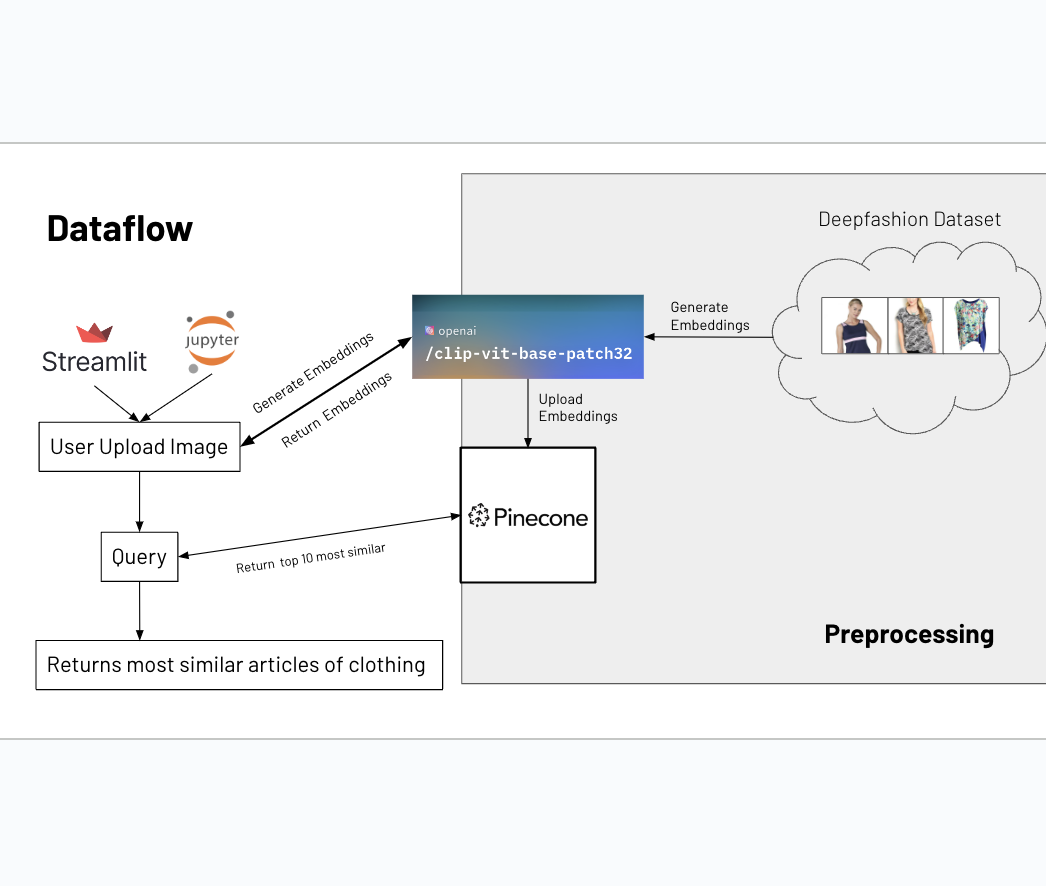 Dataflow
Deepfashion Dataset
Streamlit
jupyter
Generate Embeddings
Return Embeddings
openai
/clip-vit-base-patch32
Generate
Embeddings
Upload
Embeddings
User Upload Image
Pinecone
Query
Return top 10 most similar
Returns most similar articles of clothing
Preprocessing